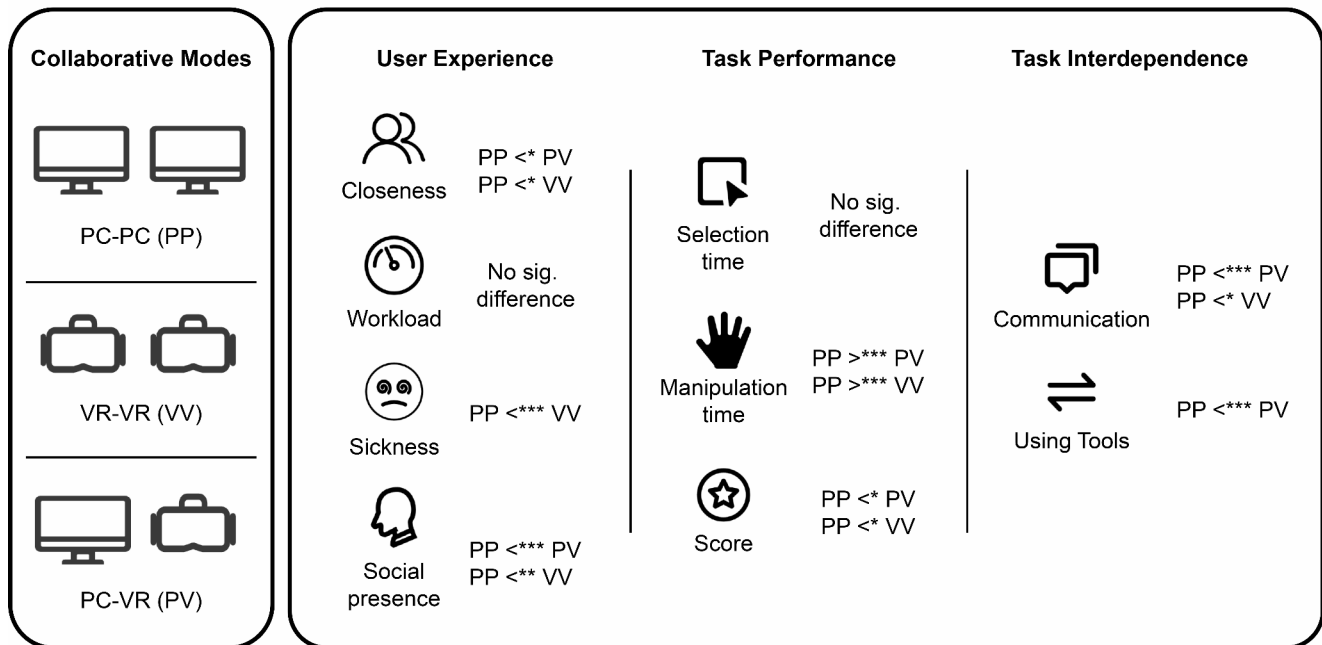 Collaborative Modes
PC-PC (PP)
VR-VR (VV)
PC-VR (PV)
User Experience
Closeness
PP <* PV
PP <* VV
Workload
No sig.
difference
Sickness
PP <*** VV
Social
presence
PP <*** PV
PP <** VV
Task Performance
Selection
time
No sig.
difference
Manipulation
time
PP >*** PV
PP >*** VV
Score
PP <* PV
PP <* VV
Task Interdependence
Communication
PP <*** PV
PP <* VV
Using Tools
PP <*** PV